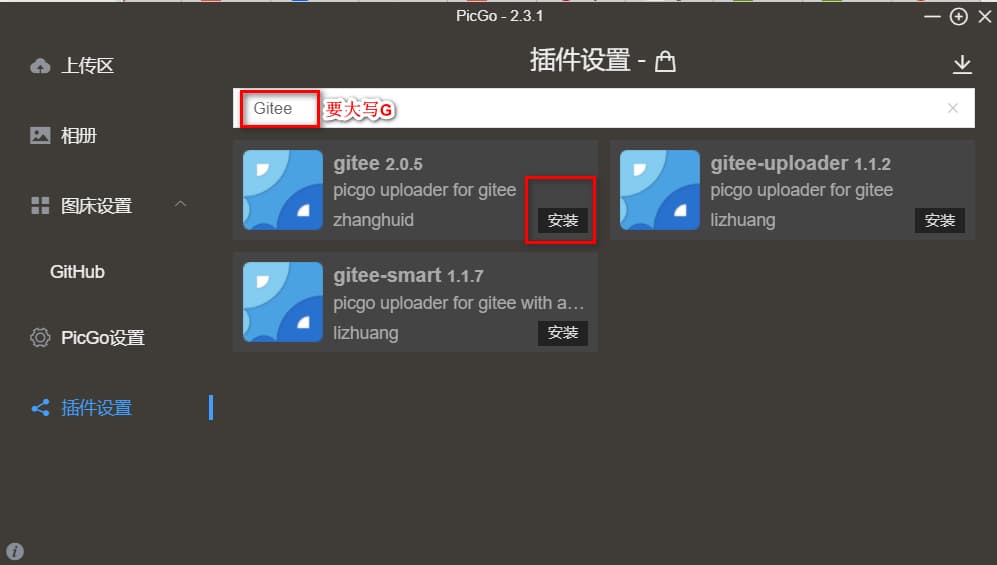 PicGo - 2.3.1
上传区
相册
图床设置
GitHub
PicGo设置
插件设置
插件设置 -
Gitee 要大写G
gitee 2.0.5
picgo uploader for gitee
zhanghuid
安装
gitee-uploader 1.1.2
picgo uploader for gitee
lizhuang
安装
gitee-smart 1.1.7
picgo uploader for gitee with a…
lizhuang
安装